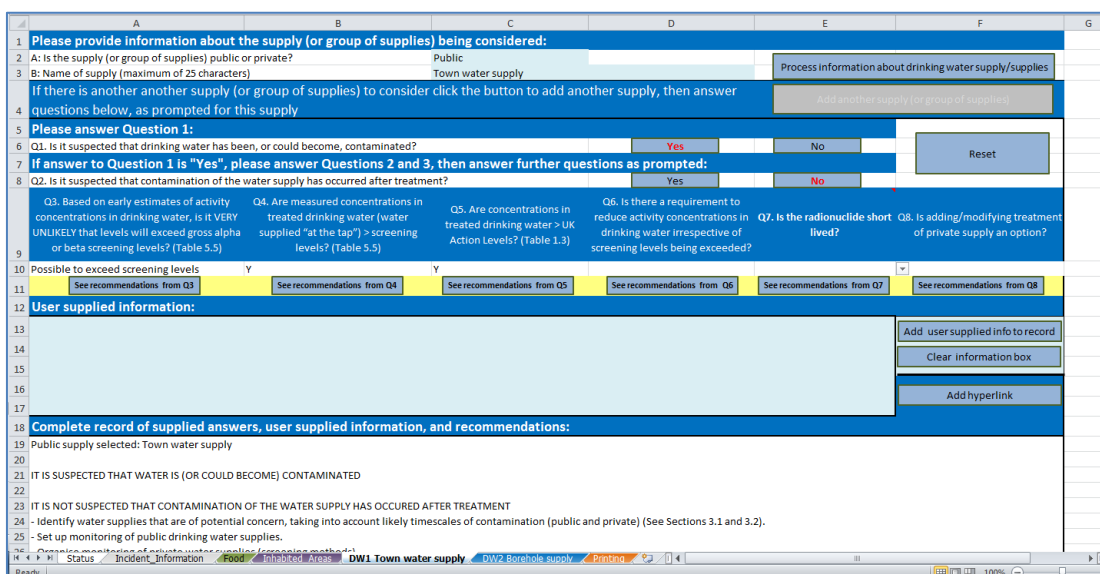 A B C D E F G
1 Please provide information about the supply (or group of supplies) being considered:
2 A: Is the supply (or group of supplies) public or private? Public
Process information about drinking water supply/supplies
3 B: Name of supply (maximum of 25 characters) Town water supply
If there is another another supply (or group of supplies) to consider click the button to add another supply, then answer
4 questions below, as prompted for this supply
Add another supply (or group of supplies)
5 Please answer Question 1:
6 Q1. Is it suspected that drinking water has been, or could become, contaminated? Yes No
Reset
7 If answer to Question 1 is "Yes", please answer Questions 2 and 3, then answer further questions as prompted:
8 Q2. Is it suspected that contamination of the water supply has occurred after treatment? Yes No
9
Q3. Based on early estimates of activity
concentrations in drinking water, is it VERY
UNLIKELY that levels will exceed gross alpha
or beta screening levels? (Table 5.5)
Q4. Are measured concentrations in
treated drinking water (water
supplied "at the tap") > screening
levels? (Table 5.5)
Q5. Are concentrations in
treated drinking water > UK
Action Levels? (Table 1.3)
Q6. Is there a requirement to
reduce activity concentrations in
drinking water irrespective of
screening levels being exceeded?
Q7. Is the radionuclide short
lived?
Q8. Is adding/modifying treatment
of private supply an option?
10 Possible to exceed screening levels Y Y
11 See recommendations from Q3 See recommendations from Q4 See recommendations from Q5 See recommendations from Q6 See recommendations from Q7 See recommendations from Q8
12 User supplied information:
13 Add user supplied info to record
14 Clear information box
15
16 Add hyperlink
17
18 Complete record of supplied answers, user supplied information, and recommendations:
19 Public supply selected: Town water supply
20
21 IT IS SUSPECTED THAT WATER IS (OR COULD BECOME) CONTAMINATED
22
23 IT IS NOT SUSPECTED THAT CONTAMINATION OF THE WATER SUPPLY HAS OCCURED AFTER TREATMENT
24 - Identify water supplies that are of potential concern, taking into account likely timescales of contamination (public and private) (See Sections 3.1 and 3.2).
25 - Set up monitoring of public drinking water supplies.
26 - Organise monitoring of private water supplies (screening methods)
Status Incident_Information Food Inhabited_Areas DW1 Town water supply DW2 Borehole supply Printing
Ready 100%